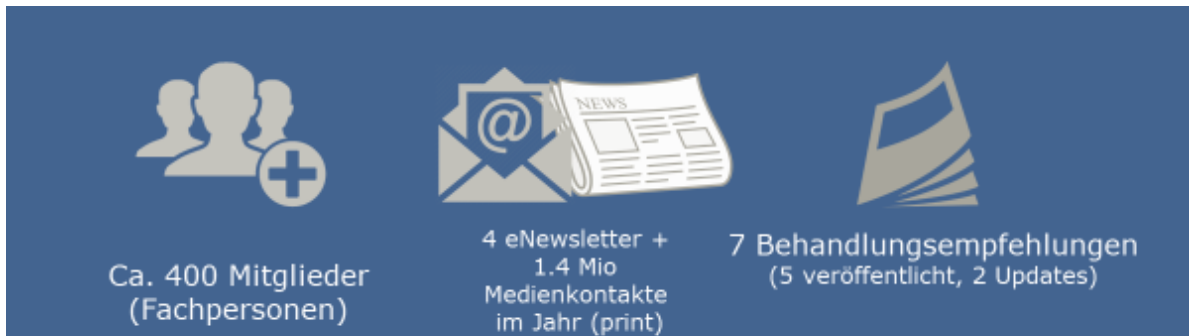 @
NEWS
Ca. 400 Mitglieder
(Fachpersonen)
4 eNewsletter +
1.4 Mio
Medienkontakte
im Jahr (print)
7 Behandlungsempfehlungen
(5 veröffentlicht, 2 Updates)